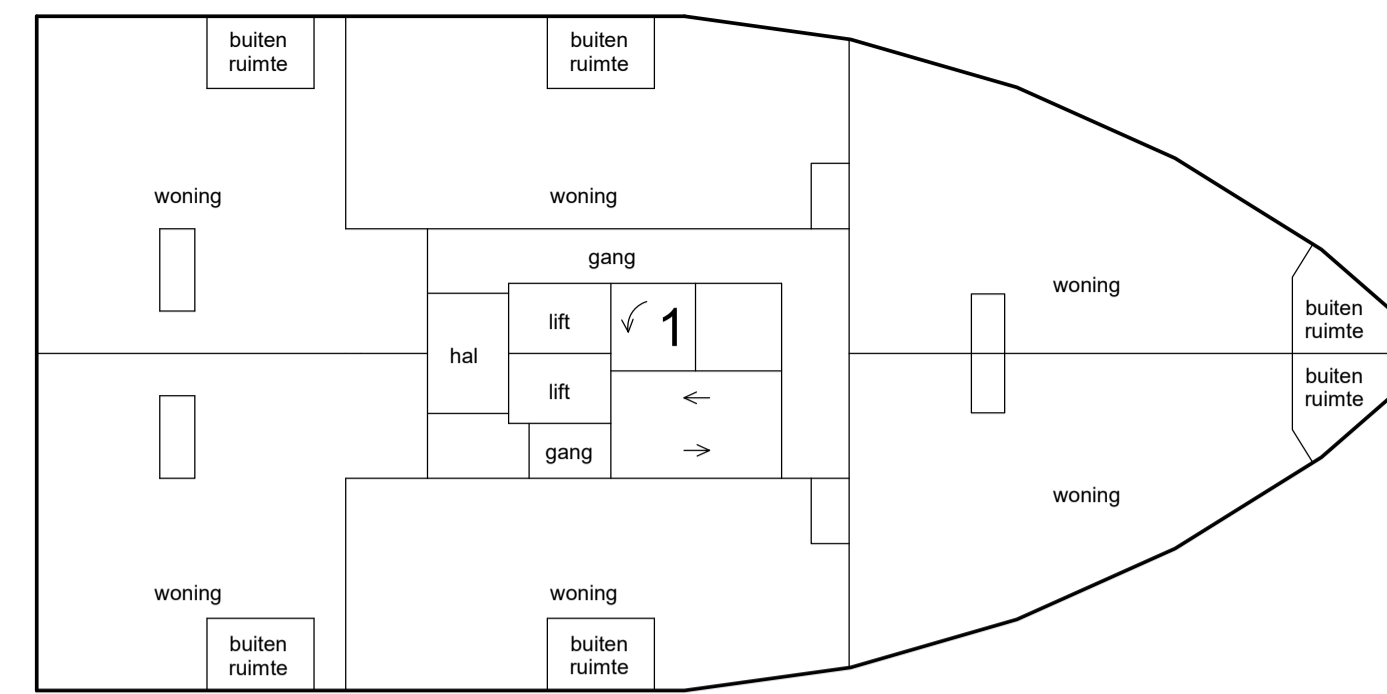 buiten
ruimte
buiten
ruimte
woning
woning
gang
woning
buiten
ruimte
lift
1
hal
lift
buiten
ruimte
gang
woning
woning
woning
buiten
ruimte
buiten
ruimte